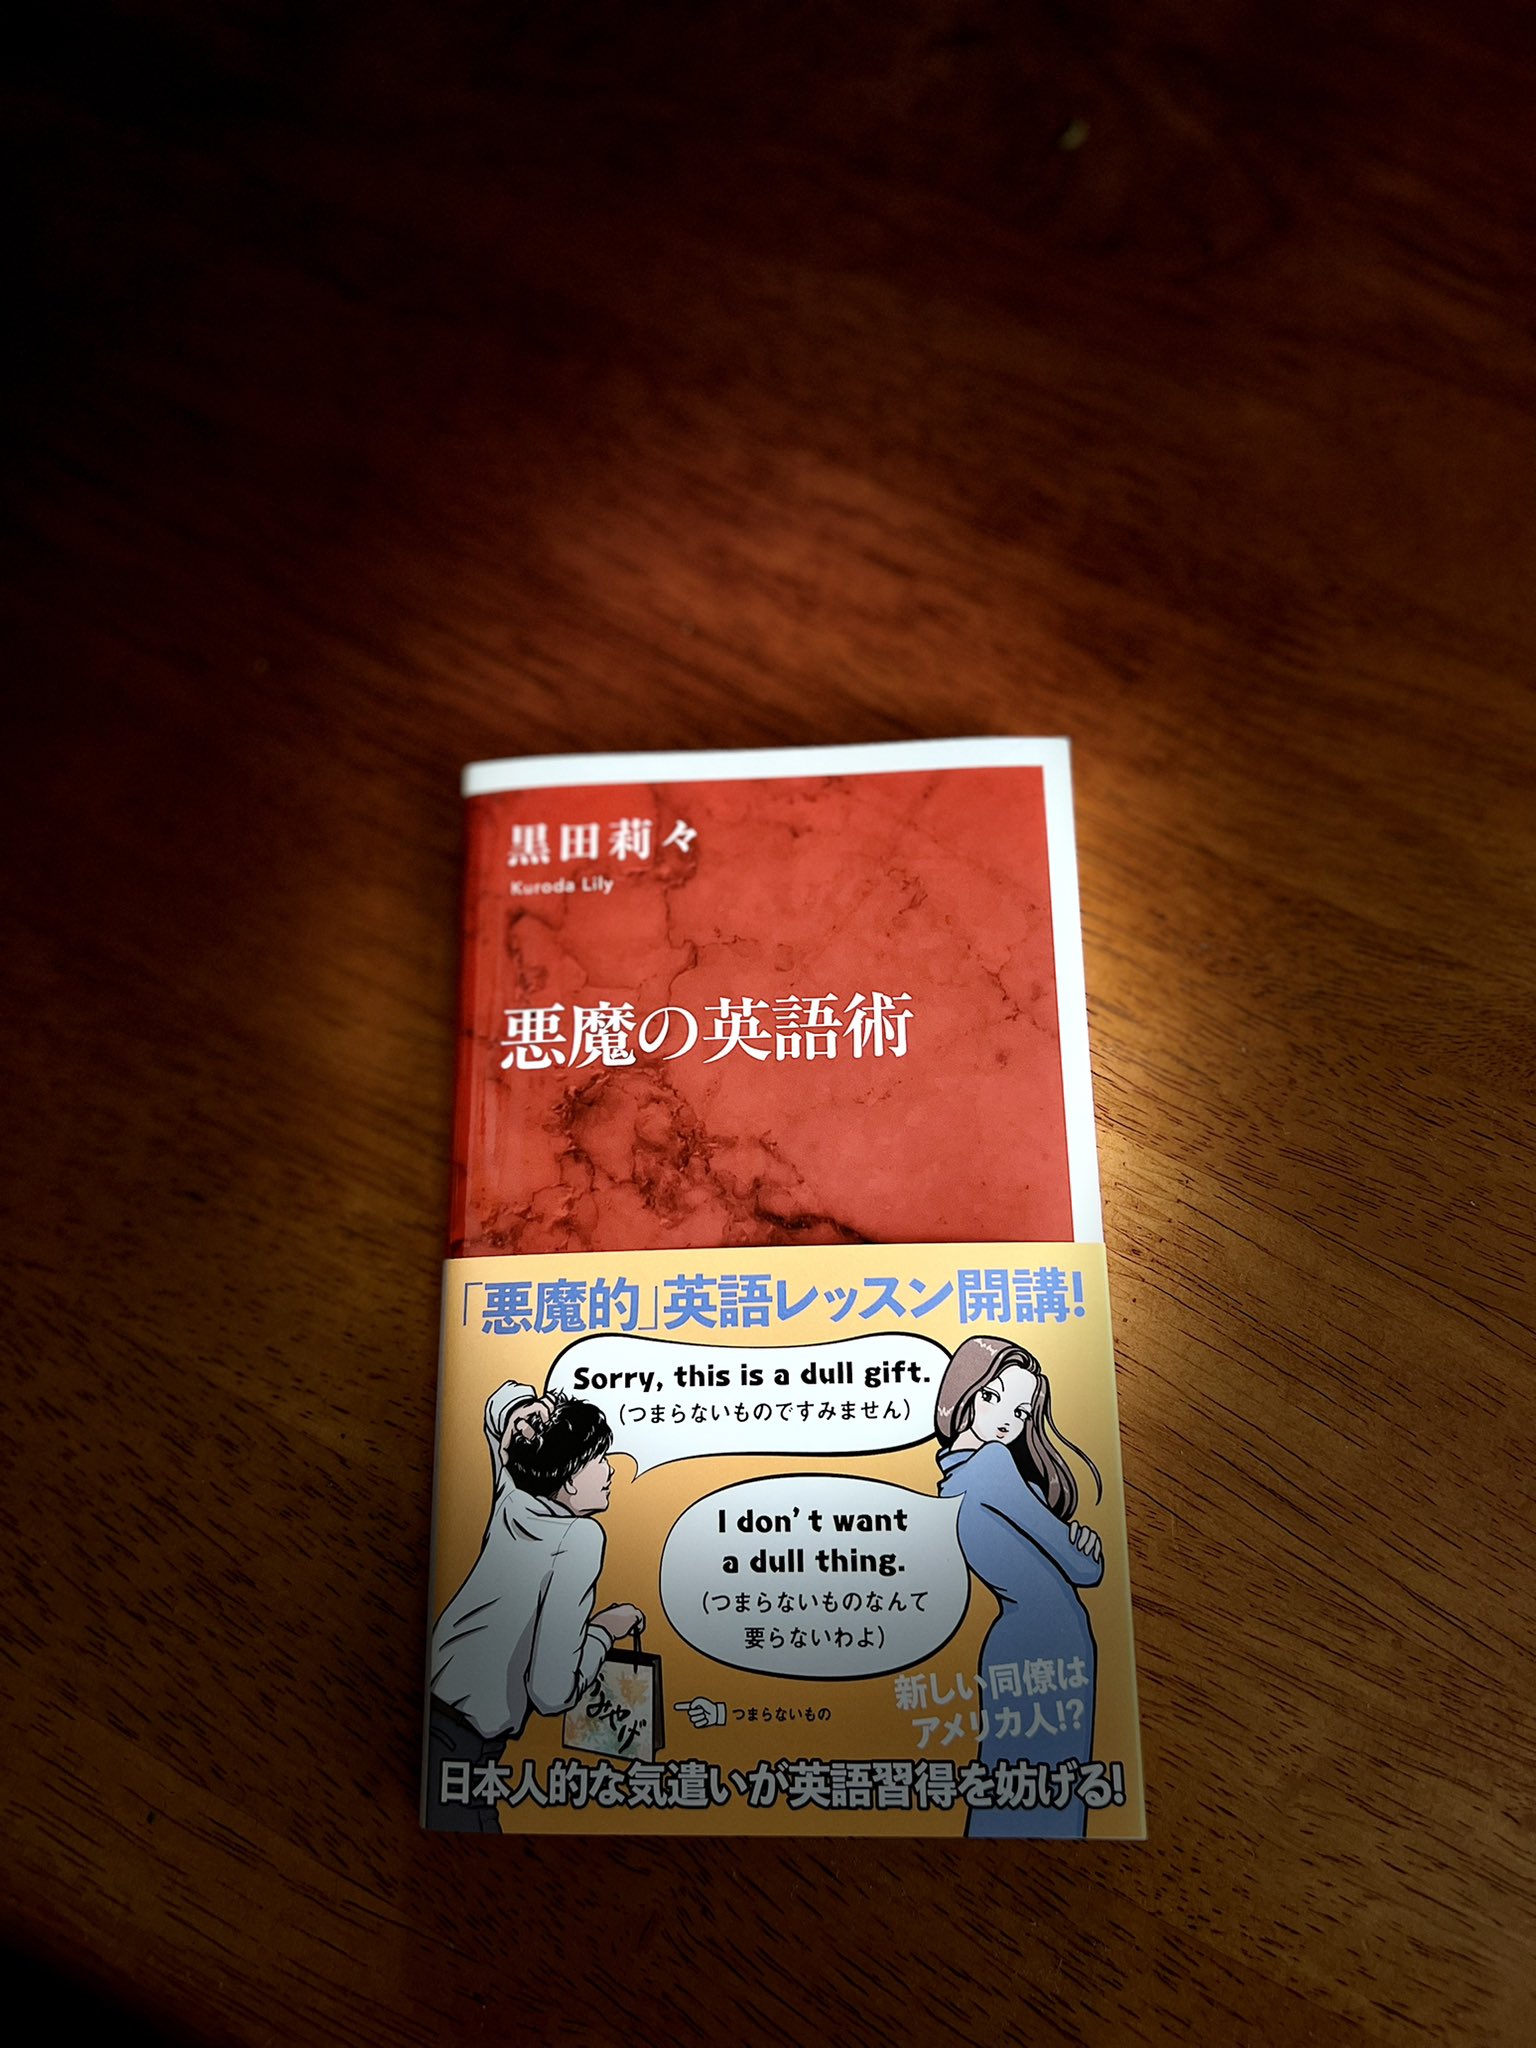 黒田莉々
Kuroda Lily
悪魔の英語術
「悪魔的」英語レッスン開講!
Sorry, this is a dull gift.
(つまらないものですみません)
I don't want
a dull thing.
(つまらないものなんて
要らないわよ)
おみやげ
つまらないもの
新しい同僚は
アメリカ人!?
日本人的な気遣いが英語習得を妨げる!